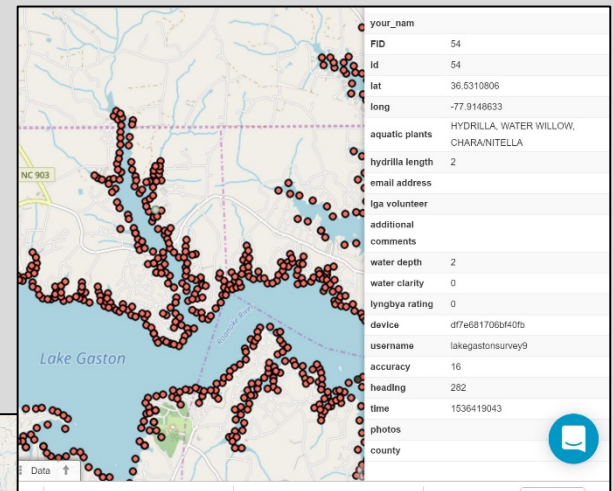 NC 903
Lake Gaston
Roanoke River
Data ↑
your_nam
FID 54
id 54
lat 36.5310806
long -77.9148633
aquatic plants HYDRILLA, WATER WILLOW,
CHARA/NITELLA
hydrilla length 2
email address
lga volunteer
additional
comments
water depth 2
water clarity 0
lyngbya rating 0
device df7e681706bf40fb
username lakegastonsurvey9
accuracy 16
heading 282
time 1536419043
photos
county